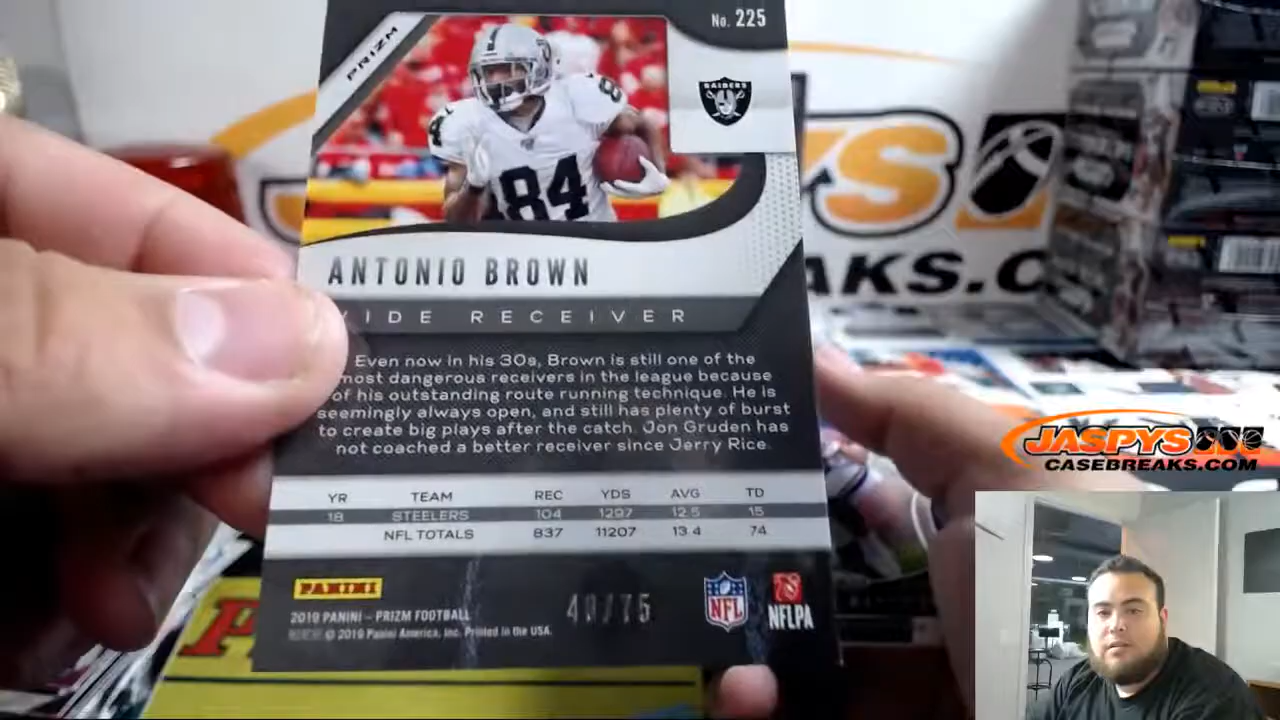 PRIZM
No. 225
RAIDERS
84
84
84
ANTONIO BROWN
WIDE RECEIVER
Even now in his 30s, Brown is still one of the
most dangerous receivers in the league because
of his outstanding route running technique. He is
seemingly always open, and still has plenty of burst
to create big plays after the catch. Jon Gruden has
not coached a better receiver since Jerry Rice.
YR TEAM REC YDS AVG TD
18 STEELERS 104 1297 12.5 15
NFL TOTALS 837 11207 13.4 74
PANINI
2019 PANINI – PRIZM FOOTBALL
© 2019 Panini America, Inc. Printed in the USA.
NFL
NFLPA
JASPYS
CASEBREAKS.COM